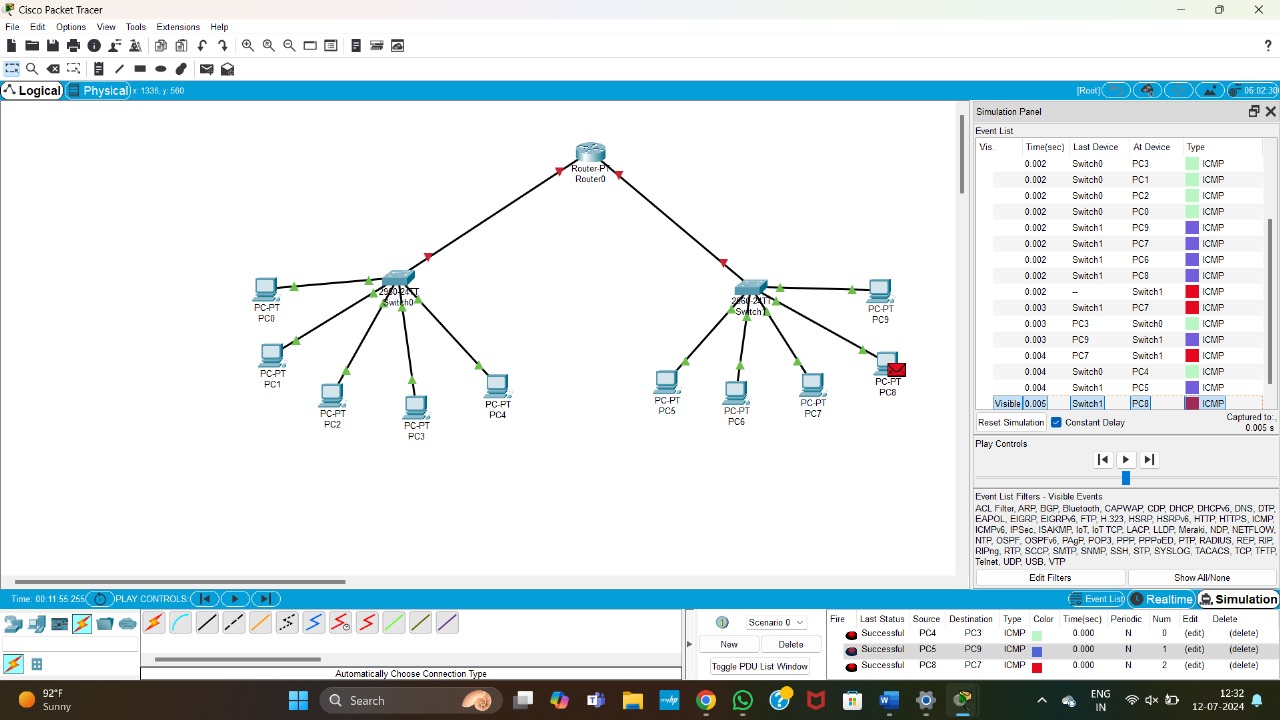 Cisco Packet Tracer
File Edit Options View Tools Extensions Help
Logical Physical x: 1336, y: 560 [Root] 06:02:30
Router-PT
Router0
2960-24TT
Switch0
2960-24TT
Switch1
PC-PT
PC0
PC-PT
PC1
PC-PT
PC2
PC-PT
PC3
PC-PT
PC4
PC-PT
PC5
PC-PT
PC6
PC-PT
PC7
PC-PT
PC8
PC-PT
PC9
Simulation Panel
Event List
Vis. Time(sec) Last Device At Device Type
0.002 Switch0 PC3 ICMP
0.002 Switch0 PC1 ICMP
0.002 Switch0 PC2 ICMP
0.002 Switch0 PC0 ICMP
0.002 Switch1 PC9 ICMP
0.002 Switch1 PC7 ICMP
0.002 Switch1 PC6 ICMP
0.002 Switch1 PC8 ICMP
0.002 -- Switch1 ICMP
0.003 Switch1 PC7 ICMP
0.003 PC3 Switch0 ICMP
0.003 PC9 Switch1 ICMP
0.004 PC7 Switch1 ICMP
0.004 Switch0 PC4 ICMP
0.004 Switch1 PC5 ICMP
Visible 0.005 Switch1 PC8 ICMP
Reset Simulation Constant Delay Captured to:
0.005 s
Play Controls
Event List Filters - Visible Events
ACL Filter, ARP, BGP, Bluetooth, CAPWAP, CDP, DHCP, DHCPv6, DNS, DTP,
EAPOL, EIGRP, EIGRPv6, FTP, H.323, HSRP, HSRPv6, HTTP, HTTPS, ICMP,
ICMPv6, IPSec, ISAKMP, IoT, IoT TCP, LACP, LLDP, Meraki, NDP, NETFLOW,
NTP, OSPF, OSPFv6, PAgP, POP3, PPP, PPPoED, PTP, RADIUS, REP, RIP,
RIPng, RTP, SCCP, SMTP, SNMP, SSH, STP, SYSLOG, TACACS, TCP, TFTP,
Telnet, UDP, USB, VTP
Edit Filters Show All/None
Time: 00:11:55.255 PLAY CONTROLS: Event List Realtime Simulation
Automatically Choose Connection Type
Scenario 0
New Delete
Toggle PDU List Window
Fire Last Status Source Destination Type Color Time(sec) Periodic Num Edit Delete
Successful PC4 PC3 ICMP 0.000 N 0 (edit) (delete)
Successful PC5 PC9 ICMP 0.000 N 1 (edit) (delete)
Successful PC8 PC7 ICMP 0.000 N 2 (edit) (delete)
92°F
Sunny
Search
ENG
IN
12:32
12-07-2024